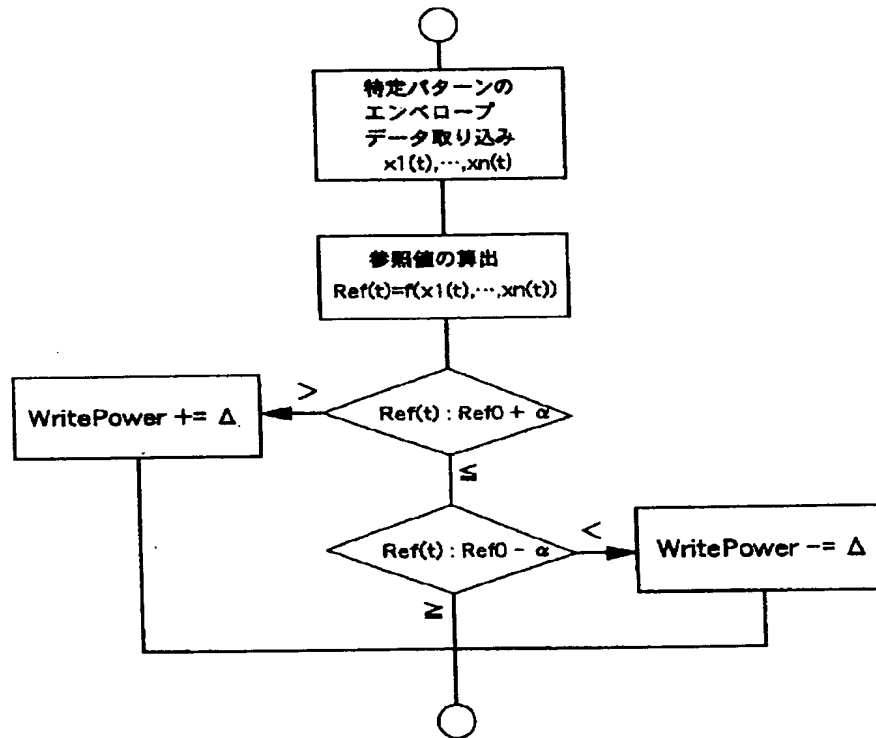 特定パターンの
エンベロープ
データ取り込み
x1(t),…,xn(t)
参照値の算出
Ref(t)=f(x1(t),…,xn(t))
>
Ref(t) : Ref0 + α
WritePower += Δ
≦
Ref(t) : Ref0 - α
<
WritePower -= Δ
≧